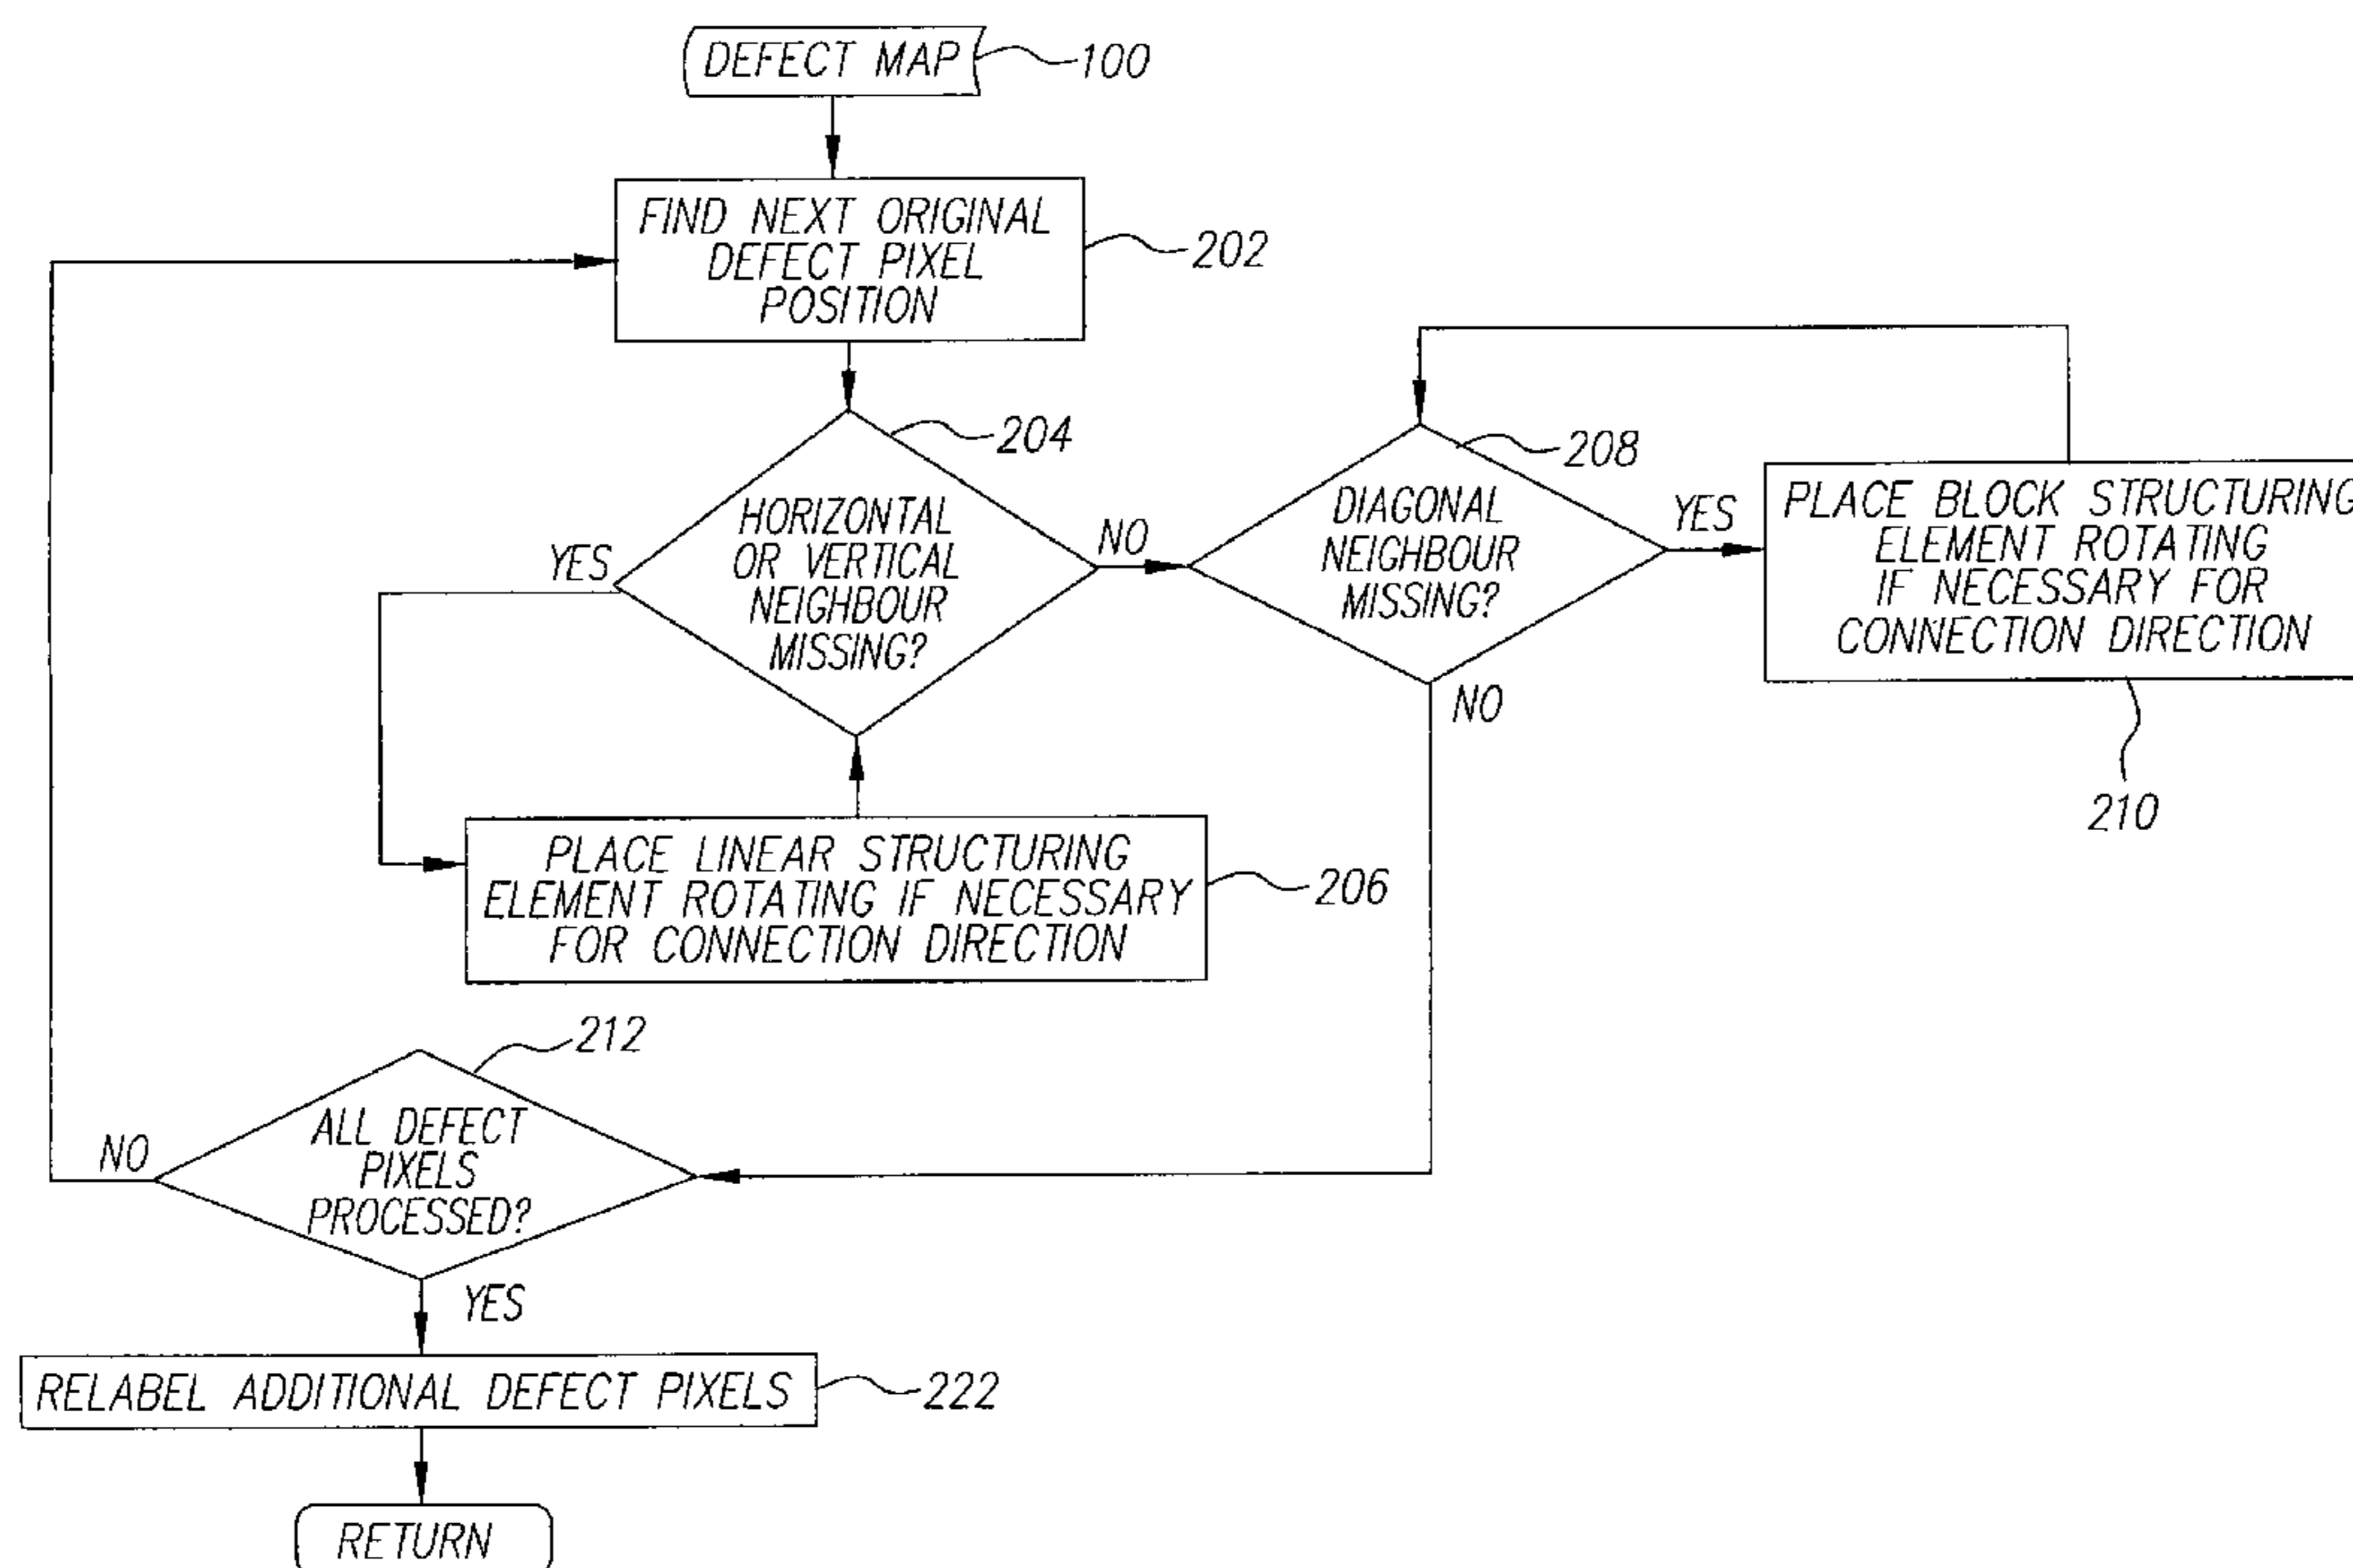 DEFECT MAP
100
FIND NEXT ORIGINAL
DEFECT PIXEL
POSITION
202
204
HORIZONTAL
OR VERTICAL
NEIGHBOUR
MISSING?
YES
NO
208
DIAGONAL
NEIGHBOUR
MISSING?
YES
NO
PLACE BLOCK STRUCTURING
ELEMENT ROTATING
IF NECESSARY FOR
CONNECTION DIRECTION
210
PLACE LINEAR STRUCTURING
ELEMENT ROTATING IF NECESSARY
FOR CONNECTION DIRECTION
206
212
ALL DEFECT
PIXELS
PROCESSED?
NO
YES
RELABEL ADDITIONAL DEFECT PIXELS
222
RETURN